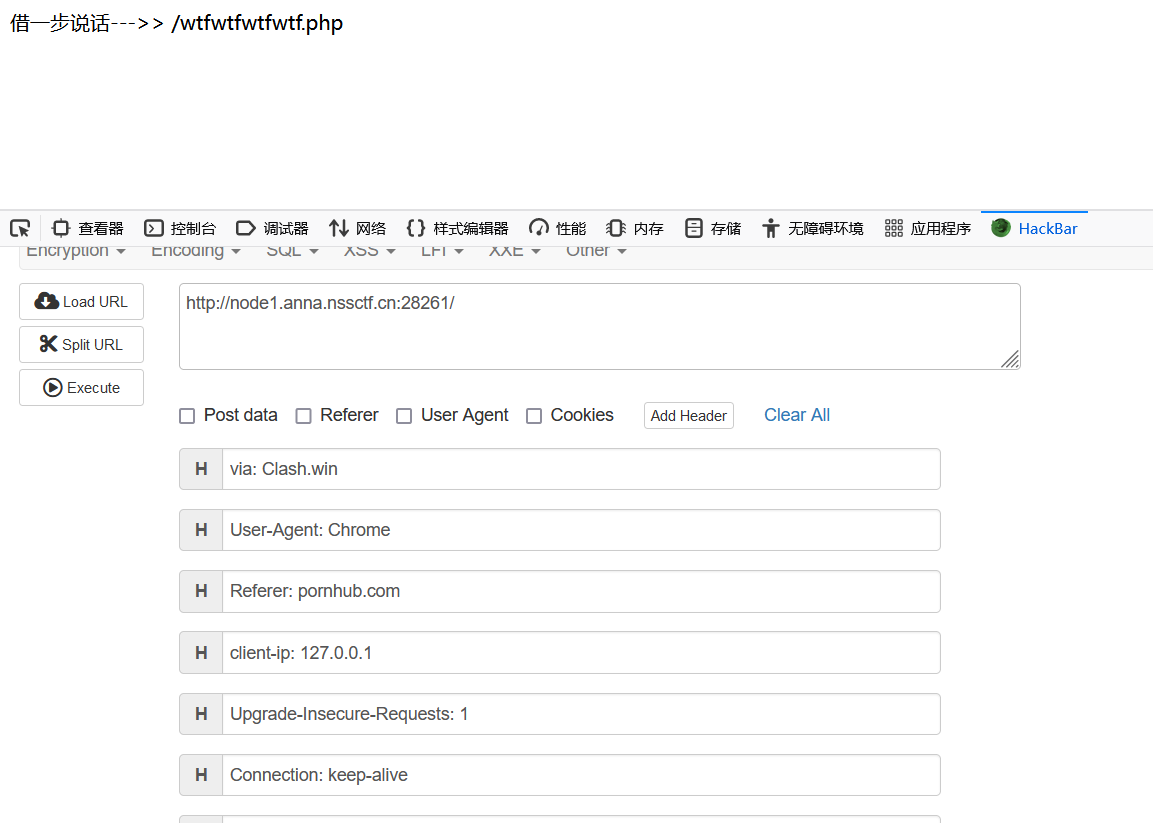 借一步说话--->> /wtfwtfwtfwtf.php
查看器 控制台 调试器 网络 样式编辑器 性能 内存 存储 无障碍环境 应用程序 HackBar
Encryption Encoding SQL XSS LFI XXE Other
Load URL
http://node1.anna.nssctf.cn:28261/
Split URL
Execute
Post data Referer User Agent Cookies Add Header Clear All
H via: Clash.win
H User-Agent: Chrome
H Referer: pornhub.com
H client-ip: 127.0.0.1
H Upgrade-Insecure-Requests: 1
H Connection: keep-alive